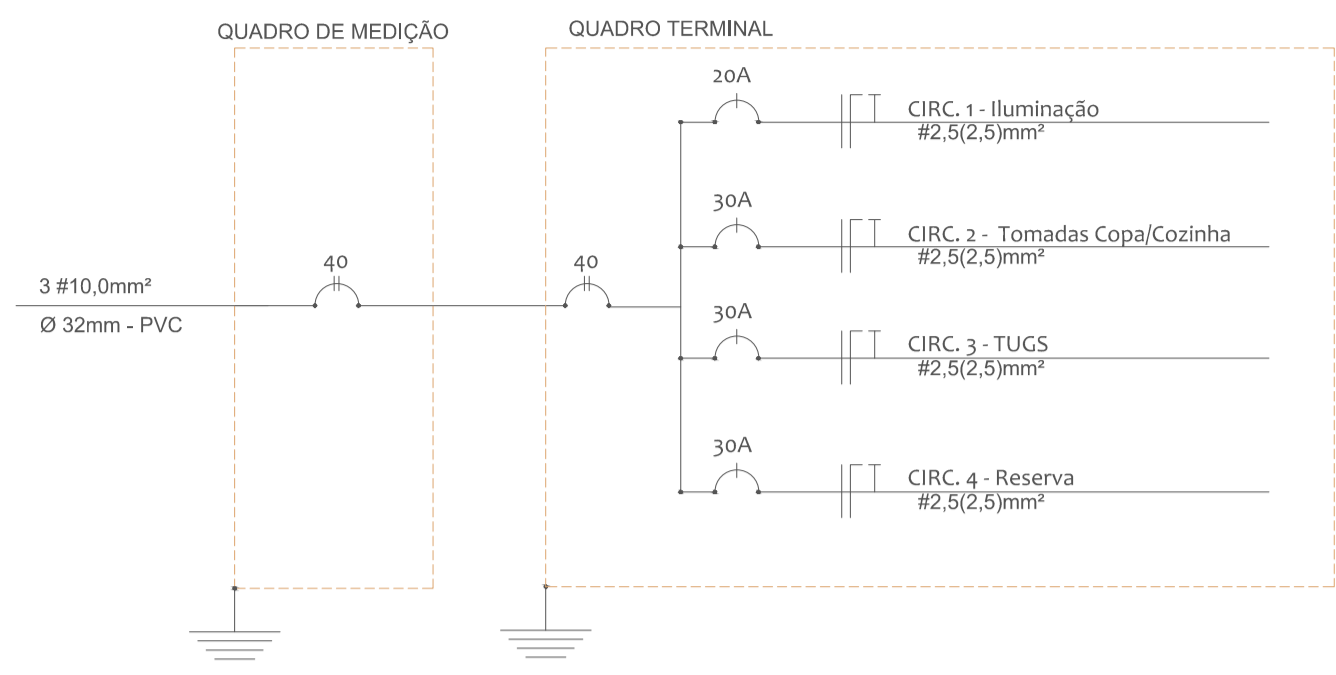 QUADRO DE MEDIÇÃO
QUADRO TERMINAL
20A
CIRC. 1 - Iluminação
#2,5(2,5)mm²
30A
CIRC. 2 - Tomadas Copa/Cozinha
#2,5(2,5)mm²
3 #10,0mm²
Ø 32mm - PVC
40
40
30A
CIRC. 3 - TUGS
#2,5(2,5)mm²
30A
CIRC. 4 - Reserva
#2,5(2,5)mm²